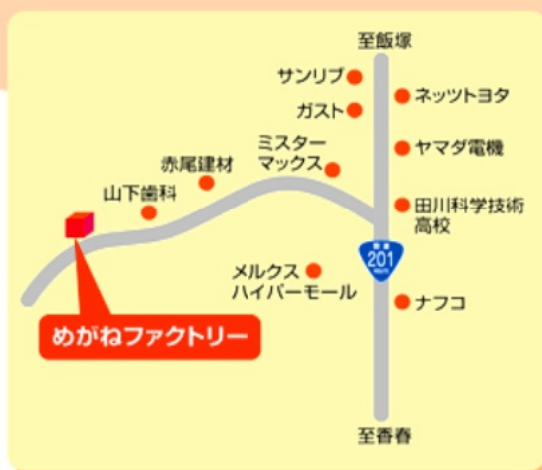 至飯塚
サンリブ
ネッツトヨタ
ガスト
ミスター
マックス
ヤマダ電機
赤尾建材
山下歯科
田川科学技術
高校
国道
201
ROUTE
メルクス
ハイパーモール
ナフコ
めがねファクトリー
至香春